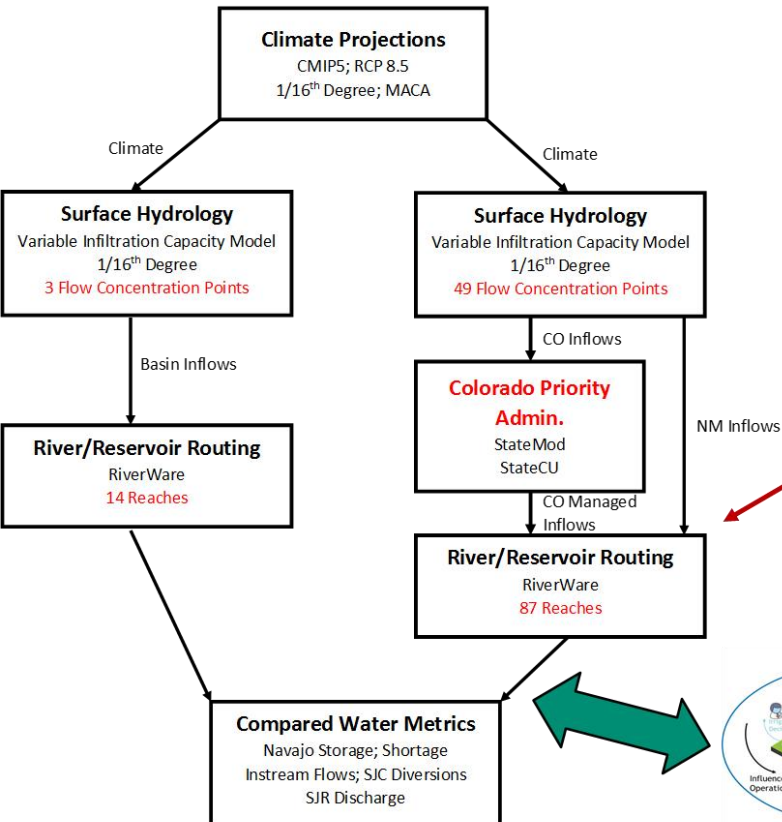 Climate Projections
CMIP5; RCP 8.5
1/16th Degree; MACA
Climate
Climate
Surface Hydrology
Variable Infiltration Capacity Model
1/16th Degree
3 Flow Concentration Points
Surface Hydrology
Variable Infiltration Capacity Model
1/16th Degree
49 Flow Concentration Points
Basin Inflows
CO Inflows
Colorado Priority
Admin.
StateMod
StateCU
NM Inflows
River/Reservoir Routing
RiverWare
14 Reaches
CO Managed
Inflows
River/Reservoir Routing
RiverWare
87 Reaches
Compared Water Metrics
Navajo Storage; Shortage
Instream Flows; SJC Diversions
SJR Discharge
Influence
Operation